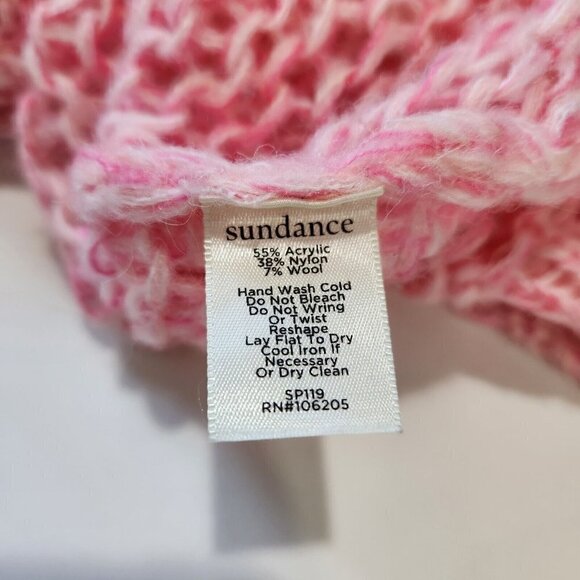 sundance
55% Acrylic
38% Nylon
7% Wool
Hand Wash Cold
Do Not Bleach
Do Not Wring
Or Twist
Reshape
Lay Flat To Dry
Cool Iron If
Necessary
Or Dry Clean
SP119
RN#106205